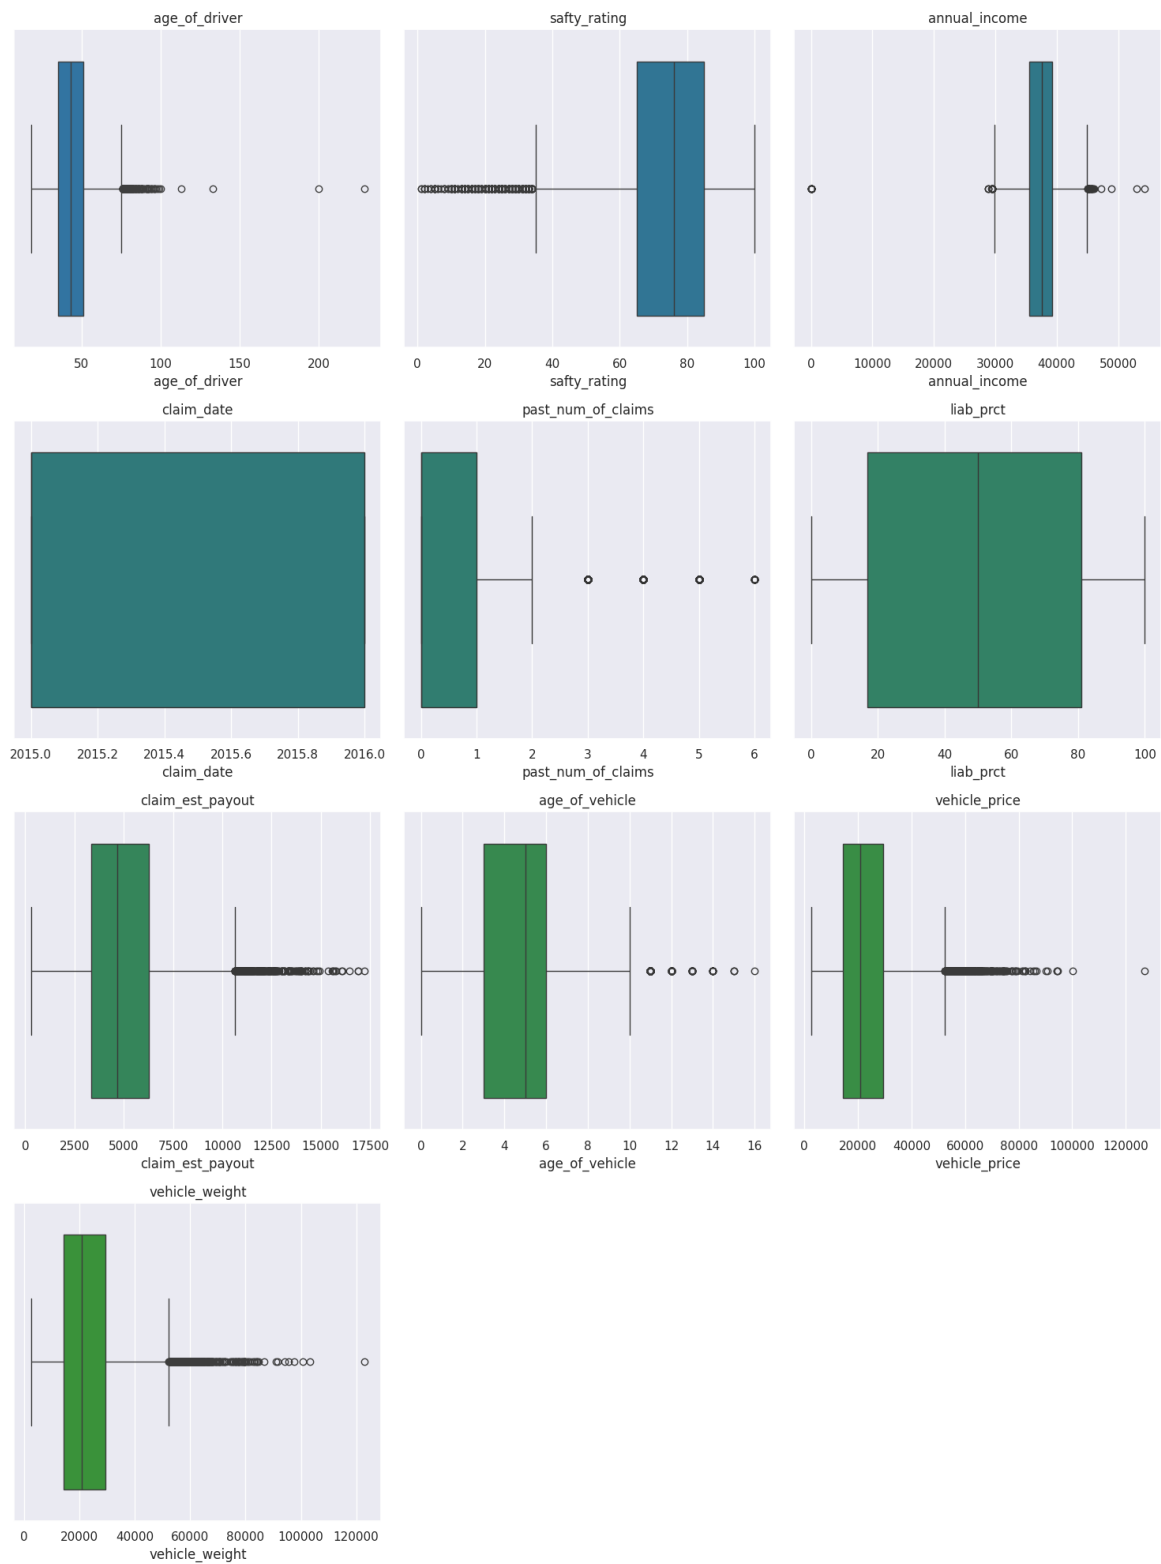 age_of_driver safty_rating annual_income
50 100 150 200 0 20 40 60 80 100 0 10000 20000 30000 40000 50000
age_of_driver safty_rating annual_income
claim_date past_num_of_claims liab_prct
2015.0 2015.2 2015.4 2015.6 2015.8 2016.0 0 1 2 3 4 5 6 0 20 40 60 80 100
claim_date past_num_of_claims liab_prct
claim_est_payout age_of_vehicle vehicle_price
0 2500 5000 7500 10000 12500 15000 17500 0 2 4 6 8 10 12 14 16 0 20000 40000 60000 80000 100000 120000
claim_est_payout age_of_vehicle vehicle_price
vehicle_weight
0 20000 40000 60000 80000 100000 120000
vehicle_weight